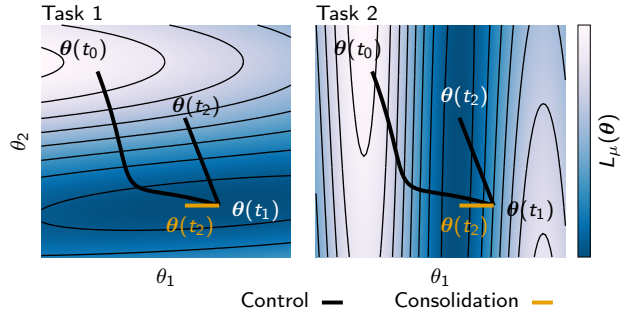 Task 1
Task 2
θ(t₀)
θ(t₂)
θ(t₁)
θ(t₂)
θ(t₀)
θ(t₂)
θ(t₁)
θ(t₂)
θ₂
θ₁
θ₁
L_μ(θ)
Control
Consolidation